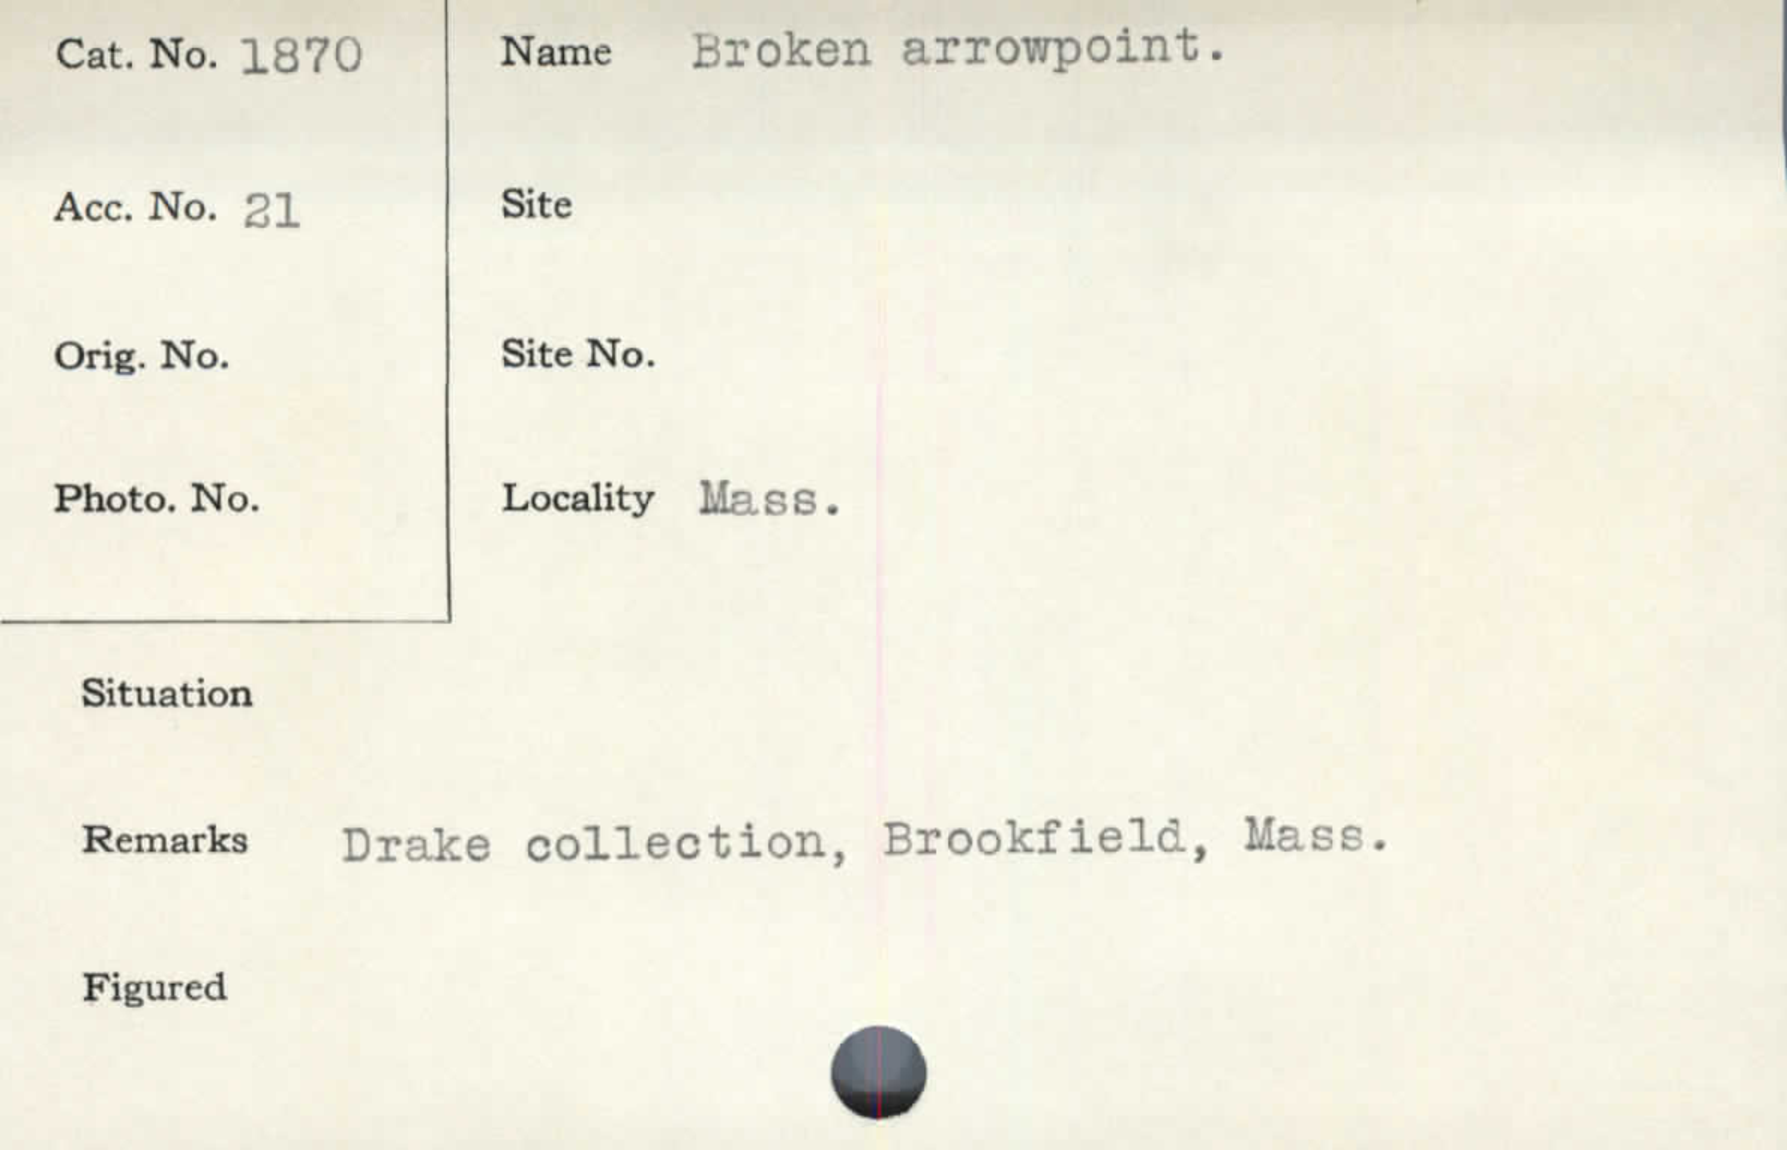 Cat. No. 1870
Name Broken arrowpoint.
Acc. No. 21
Site
Orig. No.
Site No.
Photo. No.
Locality Mass.
Situation
Remarks Drake collection, Brookfield, Mass.
Figured